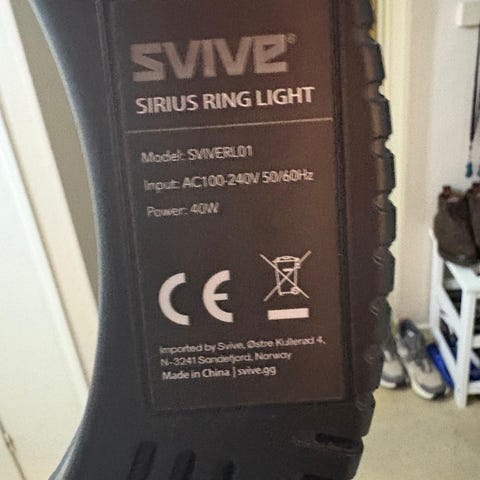 SVIVE®
SIRIUS RING LIGHT
Model: SVIVERL01
Input: AC100-240V 50/60Hz
Power: 40W
CE
Imported by Svive, Østre Kullerød 4,
N-3241 Sandefjord, Norway
Made in China | svive.gg